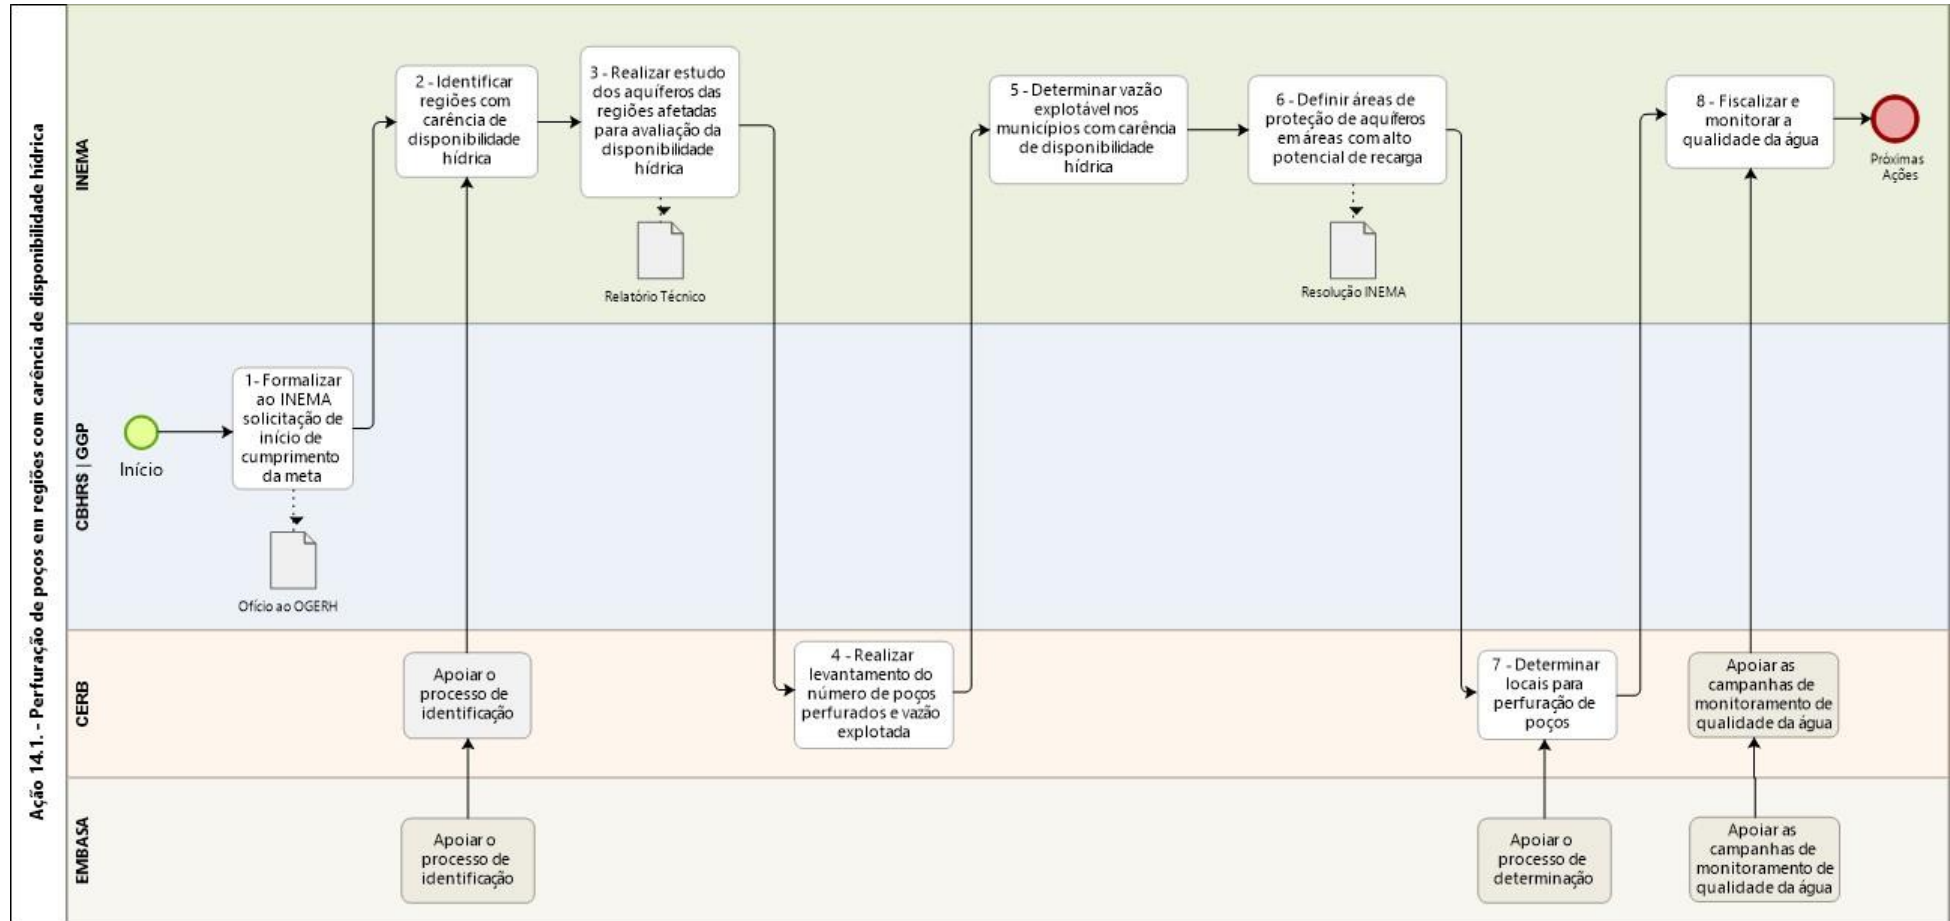 Ação 14.1. - Perfuração de poços em regiões com carência de disponibilidade hídrica
INEMA
2 - Identificar
regiões com
carência de
disponibilidade
hídrica
3 - Realizar estudo
dos aquíferos das
regiões afetadas
para avaliação da
disponibilidade
hídrica
Relatório Técnico
5 - Determinar vazão
explotável nos
municípios com carência
de disponibilidade
hídrica
6 - Definir áreas de
proteção de aquíferos
em áreas com alto
potencial de recarga
Resolução INEMA
8 - Fiscalizar e
monitorar a
qualidade da água
Próximas
Ações
CBHRS | GGP
Início
1- Formalizar
ao INEMA
solicitação de
início de
cumprimento
da meta
Ofício ao OGERH
CERB
Apoiar o
processo de
identificação
4 - Realizar
levantamento do
número de poços
perfurados e vazão
explotada
7 - Determinar
locais para
perfuração de
poços
Apoiar as
campanhas de
monitoramento de
qualidade da água
EMBASA
Apoiar o
processo de
identificação
Apoiar o
processo de
determinação
Apoiar as
campanhas de
monitoramento de
qualidade da água